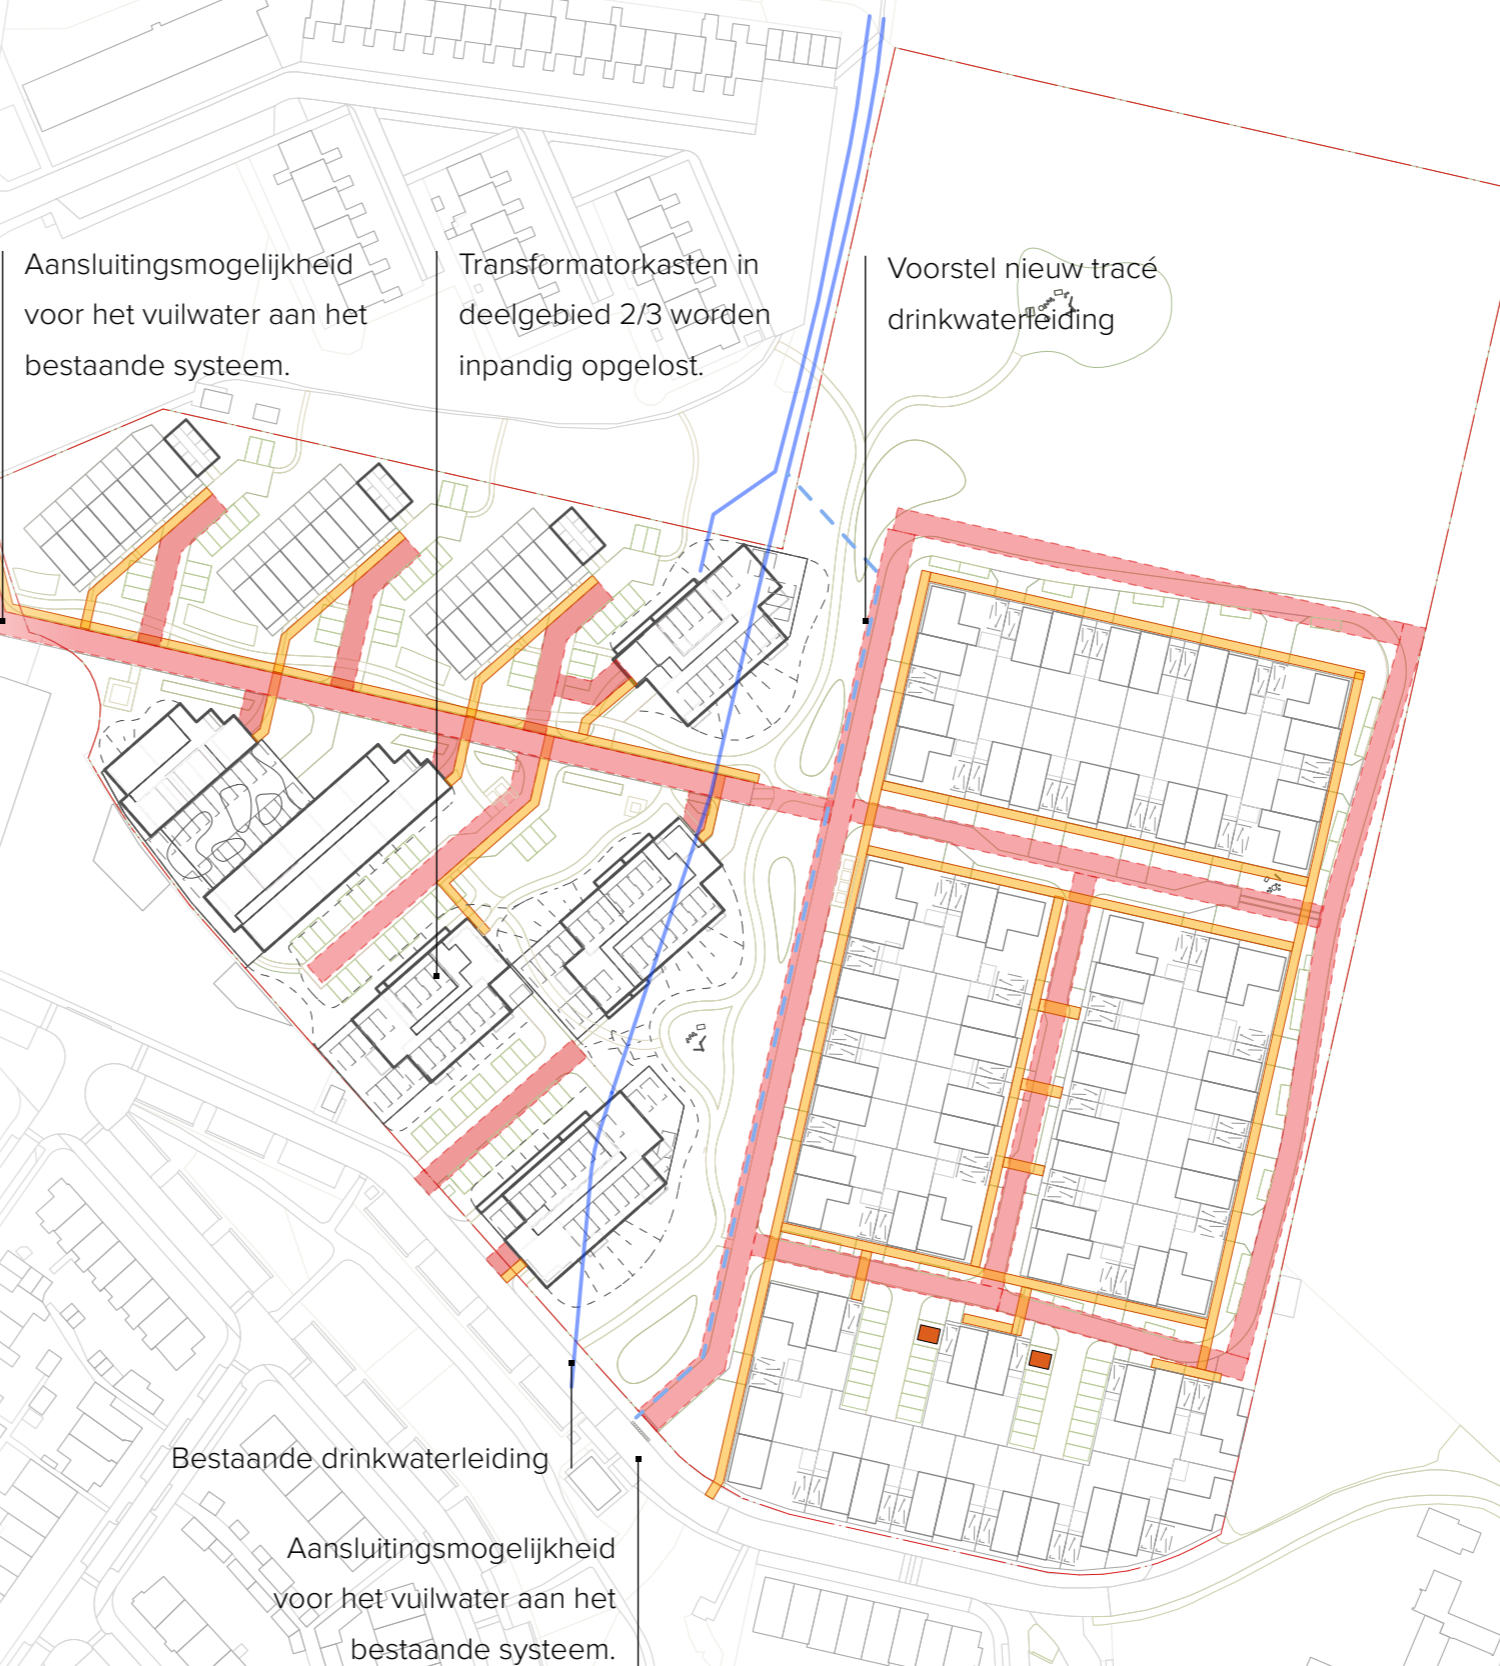 Aansluitingsmogelijkheid
voor het vuilwater aan het
bestaande systeem.
Transformatorkasten in
deelgebied 2/3 worden
inpandig opgelost.
Voorstel nieuw tracé
drinkwaterleiding
Bestaande drinkwaterleiding
Aansluitingsmogelijkheid
voor het vuilwater aan het
bestaande systeem.